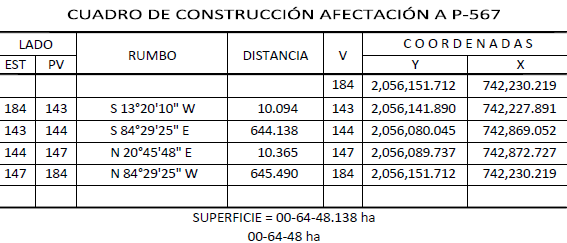 CUADRO DE CONSTRUCCIÓN AFECTACIÓN A P-567
LADO RUMBO DISTANCIA V COORDENADAS
EST PV Y X
184 2,056,151.712 742,230.219
184 143 S 13°20'10" W 10.094 143 2,056,141.890 742,227.891
143 144 S 84°29'25" E 644.138 144 2,056,080.045 742,869.052
144 147 N 20°45'48" E 10.365 147 2,056,089.737 742,872.727
147 184 N 84°29'25" W 645.490 184 2,056,151.712 742,230.219
SUPERFICIE = 00-64-48.138 ha
00-64-48 ha